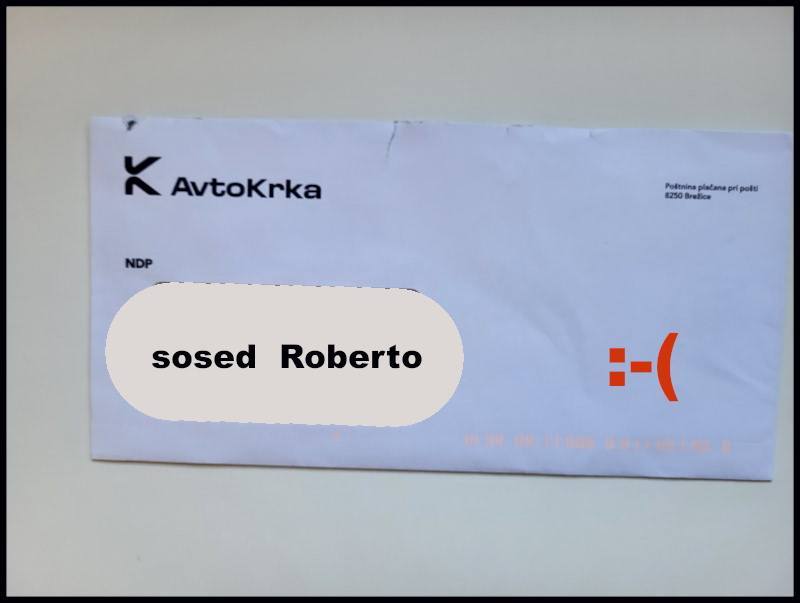 AvtoKrka
Poštnina plačana pri pošti
8250 Brežice
NDP
sosed Roberto
:-(